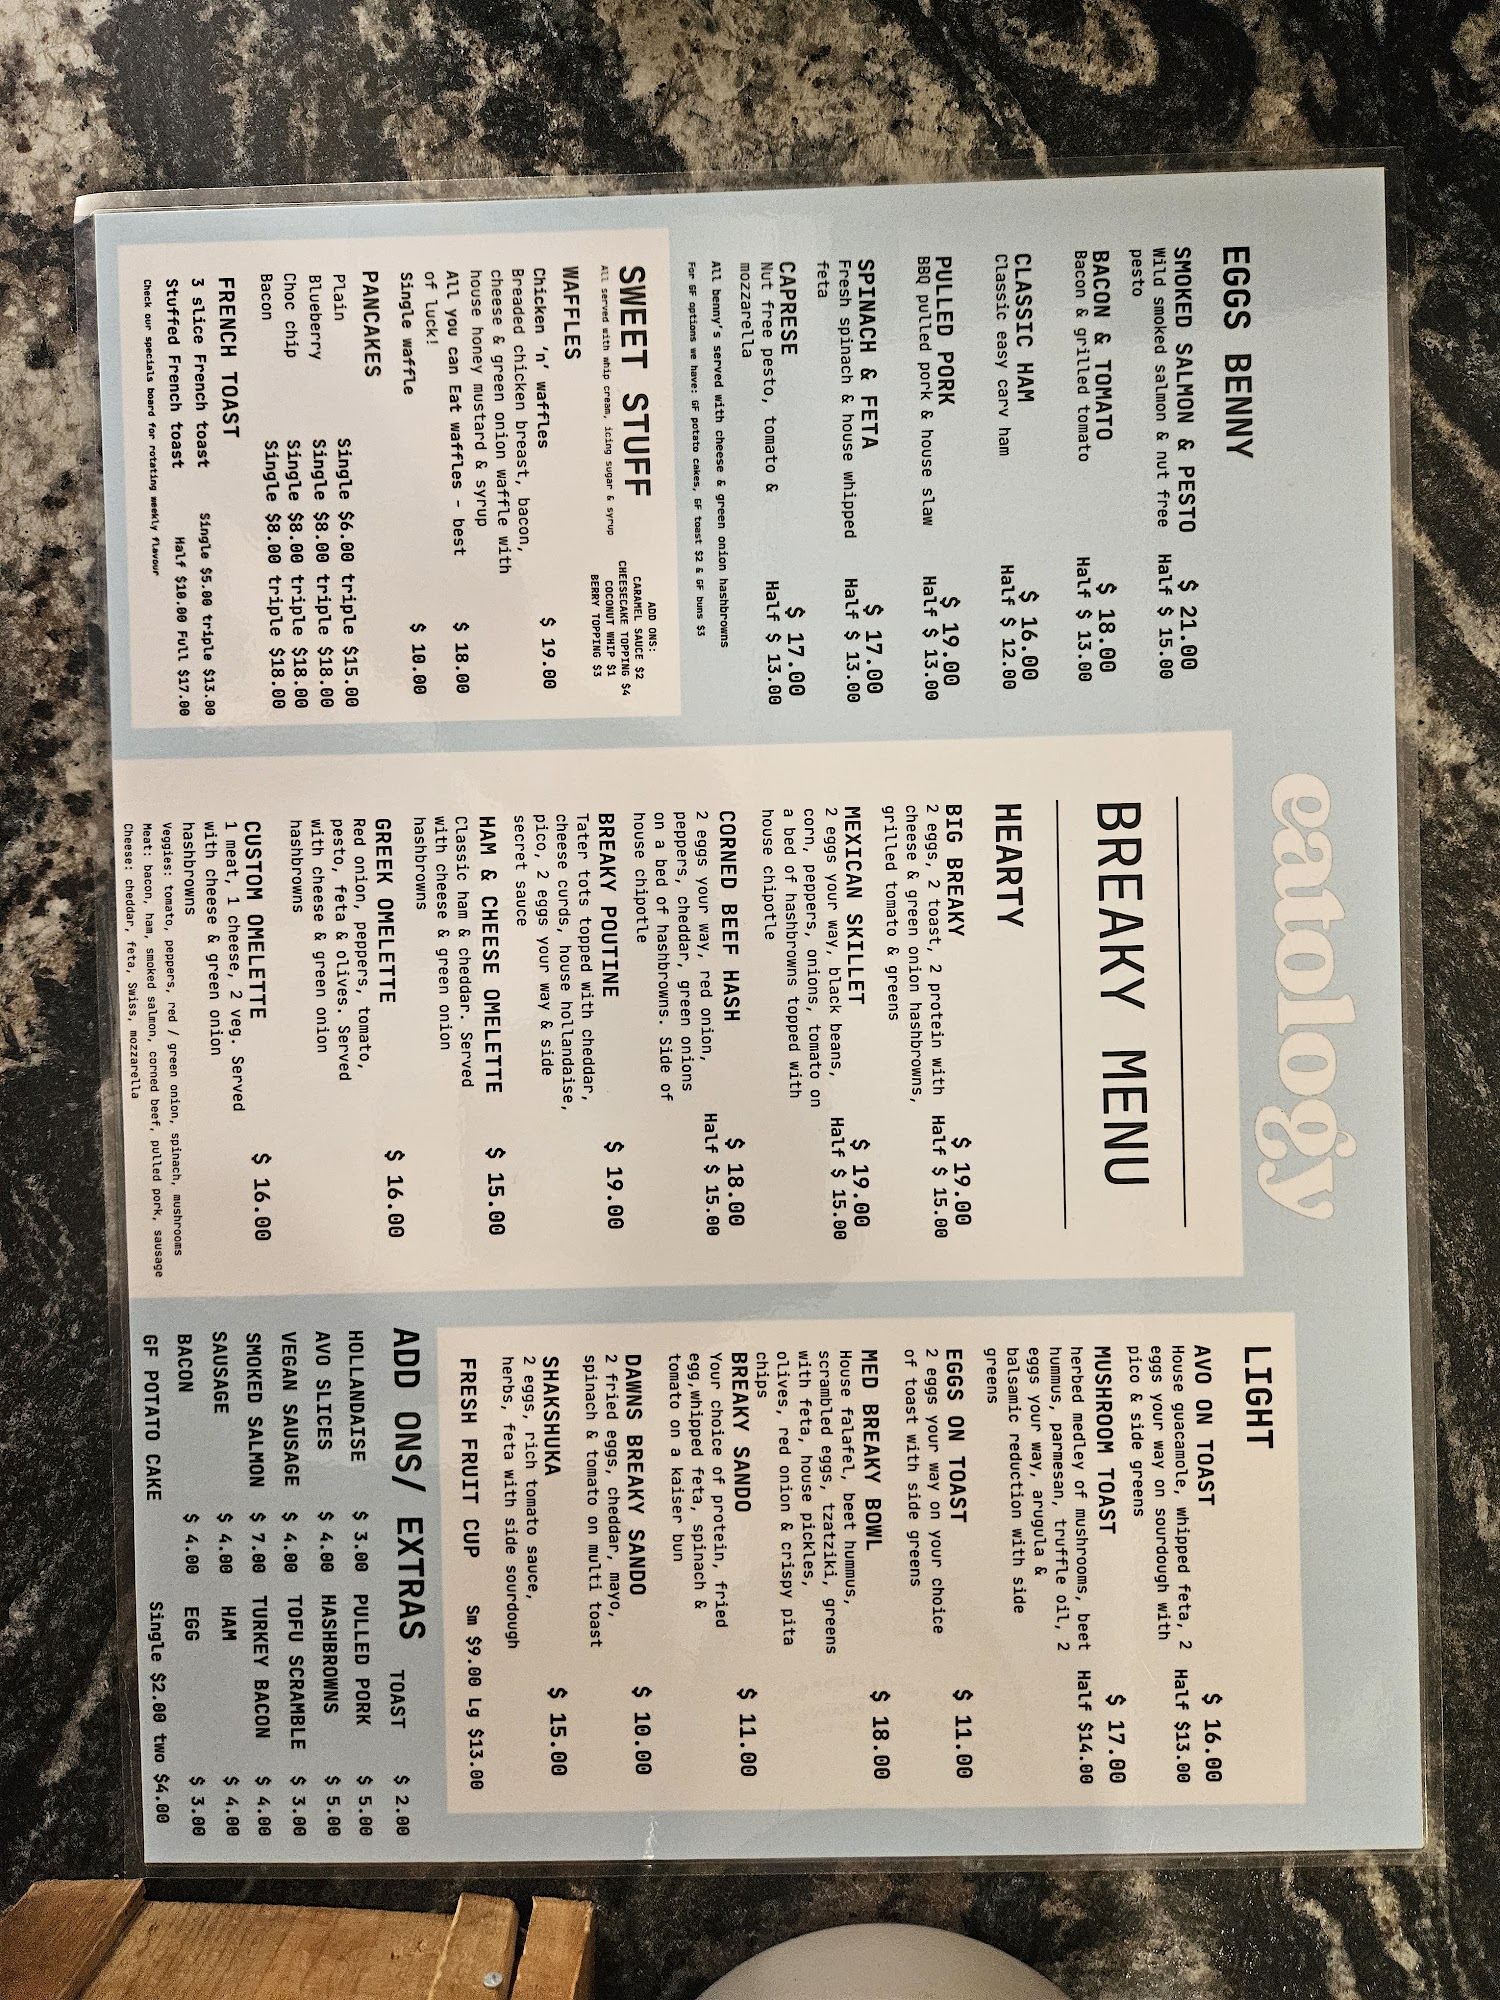 eatology
EGGS BENNY
SMOKED SALMON & PESTO $ 21.00
Wild smoked salmon & nut free Half $ 15.00
pesto
BACON & TOMATO $ 18.00
Bacon & grilled tomato Half $ 13.00
CLASSIC HAM $ 16.00
Classic easy carv ham Half $ 12.00
PULLED PORK $ 19.00
BBQ pulled pork & house slaw Half $ 13.00
SPINACH & FETA $ 17.00
Fresh spinach & house whipped Half $ 13.00
feta
CAPRESE $ 17.00
Nut free pesto, tomato & Half $ 13.00
mozzarella
All benny's served with cheese & green onion hashbrowns
For GF options we have: GF potato cakes, GF toast $2 & GF buns $3
SWEET STUFF
All served with whip cream, icing sugar & syrup
ADD ONS:
CARAMEL SAUCE $2
CHEESECAKE TOPPING $4
COCONUT WHIP $1
BERRY TOPPING $3
WAFFLES
Chicken 'n' waffles $ 19.00
Breaded chicken breast, bacon,
cheese & green onion waffle with
house honey mustard & syrup
All you can Eat waffles - best $ 18.00
of luck!
Single waffle $ 10.00
PANCAKES
Plain Single $6.00 triple $15.00
Blueberry Single $8.00 triple $18.00
Choc chip Single $8.00 triple $18.00
Bacon Single $8.00 triple $18.00
FRENCH TOAST
3 slice French toast Single $5.00 triple $13.00
Stuffed French toast Half $10.00 Full $17.00
Check our specials board for rotating weekly flavour
BREAKY MENU
HEARTY
BIG BREAKY $ 19.00
2 eggs, 2 toast, 2 protein with Half $ 15.00
cheese & green onion hashbrowns,
grilled tomato & greens
MEXICAN SKILLET $ 19.00
2 eggs your way, black beans, Half $ 15.00
corn, peppers, onions, tomato on
a bed of hashbrowns topped with
house chipotle
CORNED BEEF HASH $ 18.00
2 eggs your way, red onion, Half $ 15.00
peppers, cheddar, green onions
on a bed of hashbrowns. Side of
house chipotle
BREAKY POUTINE $ 19.00
Tater tots topped with cheddar,
cheese curds, house hollandaise,
pico, 2 eggs your way & side
secret sauce
HAM & CHEESE OMELETTE $ 15.00
Classic ham & cheddar. Served
with cheese & green onion
hashbrowns
GREEK OMELETTE $ 16.00
Red onion, peppers, tomato,
pesto, feta & olives. Served
with cheese & green onion
hashbrowns
CUSTOM OMELETTE $ 16.00
1 meat, 1 cheese, 2 veg. Served
with cheese & green onion
hashbrowns
Veggies: tomato, peppers, red / green onion, spinach, mushrooms
Meat: bacon, ham, smoked salmon, corned beef, pulled pork, sausage
Cheese: cheddar, feta, Swiss, mozzarella
LIGHT
AVO ON TOAST $ 16.00
House guacamole, whipped feta, 2 Half $13.00
eggs your way on sourdough with
pico & side greens
MUSHROOM TOAST $ 17.00
herbed medley of mushrooms, beet Half $14.00
hummus, parmesan, truffle oil, 2
eggs your way, arugula &
balsamic reduction with side
greens
EGGS ON TOAST $ 11.00
2 eggs your way on your choice
of toast with side greens
MED BREAKY BOWL $ 18.00
House falafel, beet hummus,
scrambled eggs, tzatziki, greens
with feta, house pickles,
olives, red onion & crispy pita
chips
BREAKY SANDO $ 11.00
Your choice of protein, fried
egg,whipped feta, spinach &
tomato on a kaiser bun
DAWNS BREAKY SANDO $ 10.00
2 fried eggs, cheddar, mayo,
spinach & tomato on multi toast
SHAKSHUKA $ 15.00
2 eggs, rich tomato sauce,
herbs, feta with side sourdough
FRESH FRUIT CUP Sm $9.00 Lg $13.00
ADD ONS/ EXTRAS TOAST $ 2.00
HOLLANDAISE $ 3.00 PULLED PORK $ 5.00
AVO SLICES $ 4.00 HASHBROWNS $ 5.00
VEGAN SAUSAGE $ 4.00 TOFU SCRAMBLE $ 3.00
SMOKED SALMON $ 7.00 TURKEY BACON $ 4.00
SAUSAGE $ 4.00 HAM $ 4.00
BACON $ 4.00 EGG $ 3.00
GF POTATO CAKE Single $2.00 two $4.00